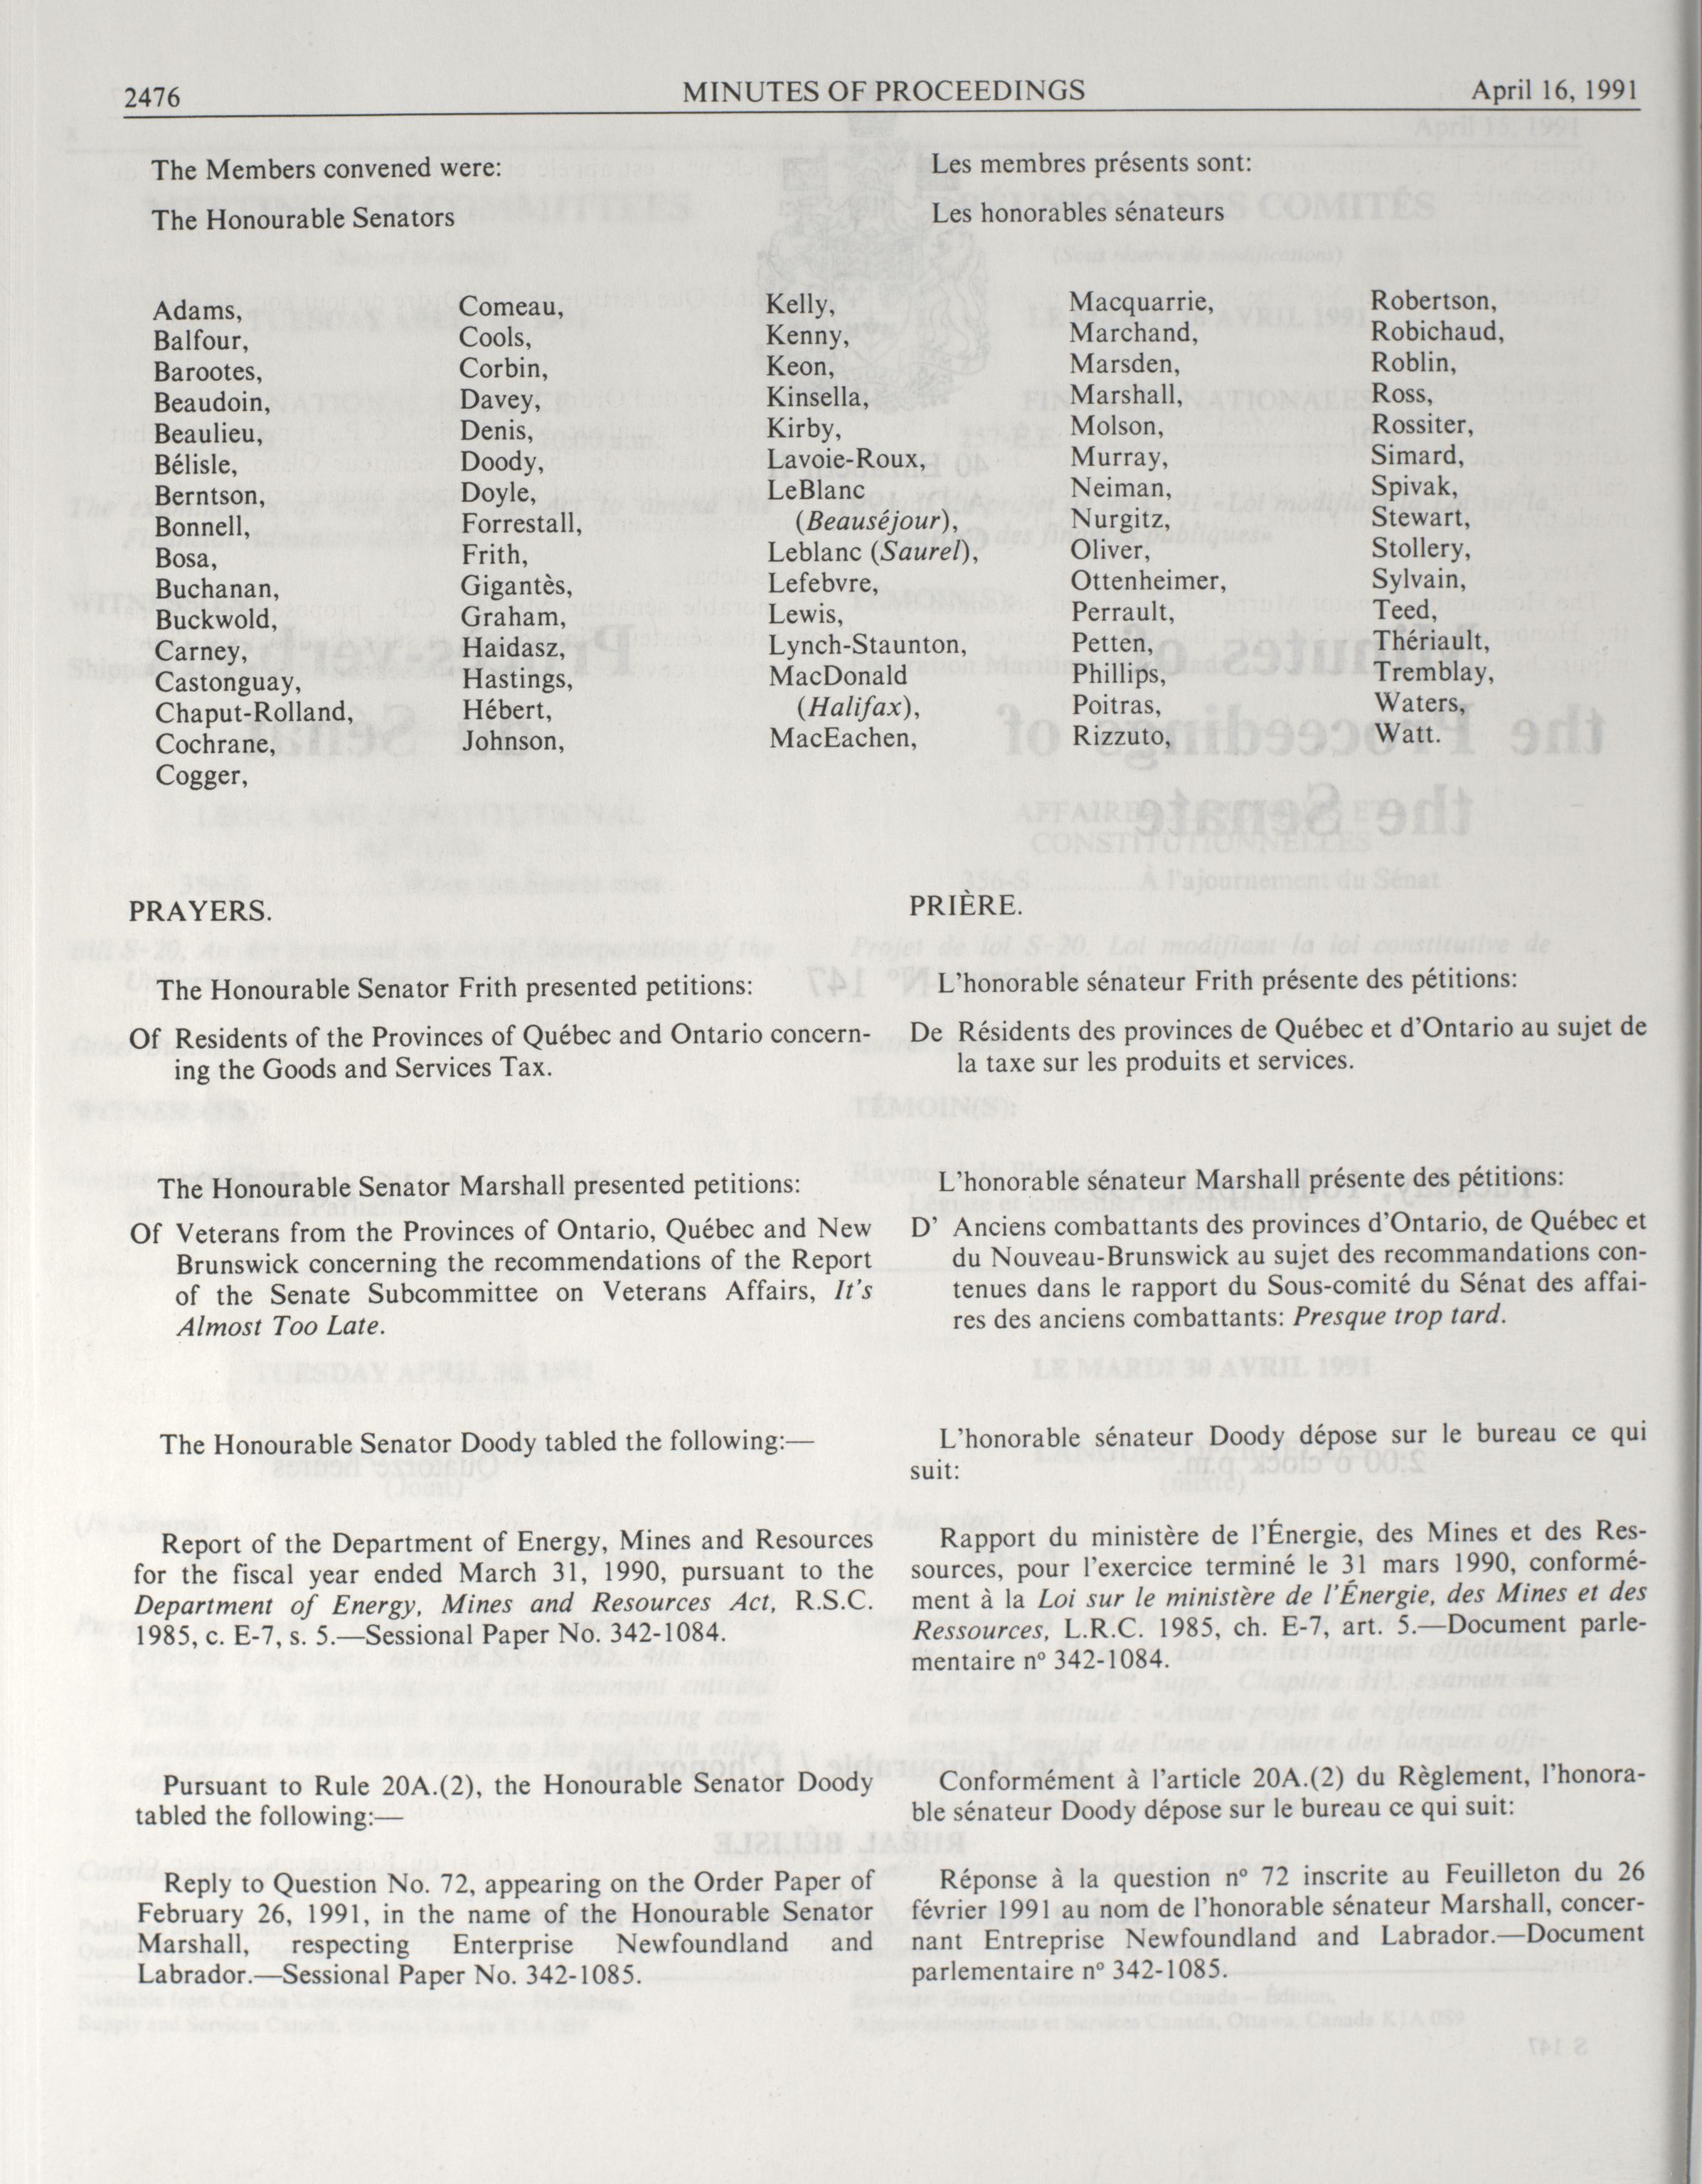 2476 MINUTES OF PROCEEDINGS April 16, 1991
The Members convened were:
The Honourable Senators
Les membres présents sont:
Les honorables sénateurs
Adams,
Balfour,
Barootes,
Beaudoin,
Beaulieu,
Bélisle,
Berntson,
Bonnell,
Bosa,
Buchanan,
Buckwold,
Carney,
Castonguay,
Chaput-Rolland,
Cochrane,
Cogger,
Comeau,
Cools,
Corbin,
Davey,
Denis,
Doody,
Doyle,
Forrestall,
Frith,
Gigantès,
Graham,
Haidasz,
Hastings,
Hébert,
Johnson,
Kelly,
Kenny,
Keon,
Kinsella,
Kirby,
Lavoie-Roux,
LeBlanc
(Beauséjour),
Leblanc (Saurel),
Lefebvre,
Lewis,
Lynch-Staunton,
MacDonald
(Halifax),
MacEachen,
Macquarrie,
Marchand,
Marsden,
Marshall,
Molson,
Murray,
Neiman,
Nurgitz,
Oliver,
Ottenheimer,
Perrault,
Petten,
Phillips,
Poitras,
Rizzuto,
Robertson,
Robichaud,
Roblin,
Ross,
Rossiter,
Simard,
Spivak,
Stewart,
Stollery,
Sylvain,
Teed,
Thériault,
Tremblay,
Waters,
Watt.
PRAYERS.
The Honourable Senator Frith presented petitions:
Of Residents of the Provinces of Québec and Ontario concern-
ing the Goods and Services Tax.
The Honourable Senator Marshall presented petitions:
Of Veterans from the Provinces of Ontario, Québec and New
Brunswick concerning the recommendations of the Report
of the Senate Subcommittee on Veterans Affairs, It's
Almost Too Late.
The Honourable Senator Doody tabled the following:—
Report of the Department of Energy, Mines and Resources
for the fiscal year ended March 31, 1990, pursuant to the
Department of Energy, Mines and Resources Act, R.S.C.
1985, c. E-7, s. 5.—Sessional Paper No. 342-1084.
Pursuant to Rule 20A.(2), the Honourable Senator Doody
tabled the following:—
Reply to Question No. 72, appearing on the Order Paper of
February 26, 1991, in the name of the Honourable Senator
Marshall, respecting Enterprise Newfoundland and
Labrador.—Sessional Paper No. 342-1085.
PRIÈRE.
L'honorable sénateur Frith présente des pétitions:
De Résidents des provinces de Québec et d'Ontario au sujet de
la taxe sur les produits et services.
L'honorable sénateur Marshall présente des pétitions:
D' Anciens combattants des provinces d'Ontario, de Québec et
du Nouveau-Brunswick au sujet des recommandations con-
tenues dans le rapport du Sous-comité du Sénat des affai-
res des anciens combattants: Presque trop tard.
L'honorable sénateur Doody dépose sur le bureau ce qui
suit:
Rapport du ministère de l'Énergie, des Mines et des Res-
sources, pour l'exercice terminé le 31 mars 1990, conformé-
ment à la Loi sur le ministère de l'Énergie, des Mines et des
Ressources, L.R.C. 1985, ch. E-7, art. 5.—Document parle-
mentaire nº 342-1084.
Conformément à l'article 20A.(2) du Règlement, l'honora-
ble sénateur Doody dépose sur le bureau ce qui suit:
Réponse à la question nº 72 inscrite au Feuilleton du 26
février 1991 au nom de l'honorable sénateur Marshall, concer-
nant Entreprise Newfoundland and Labrador.—Document
parlementaire nº 342-1085.